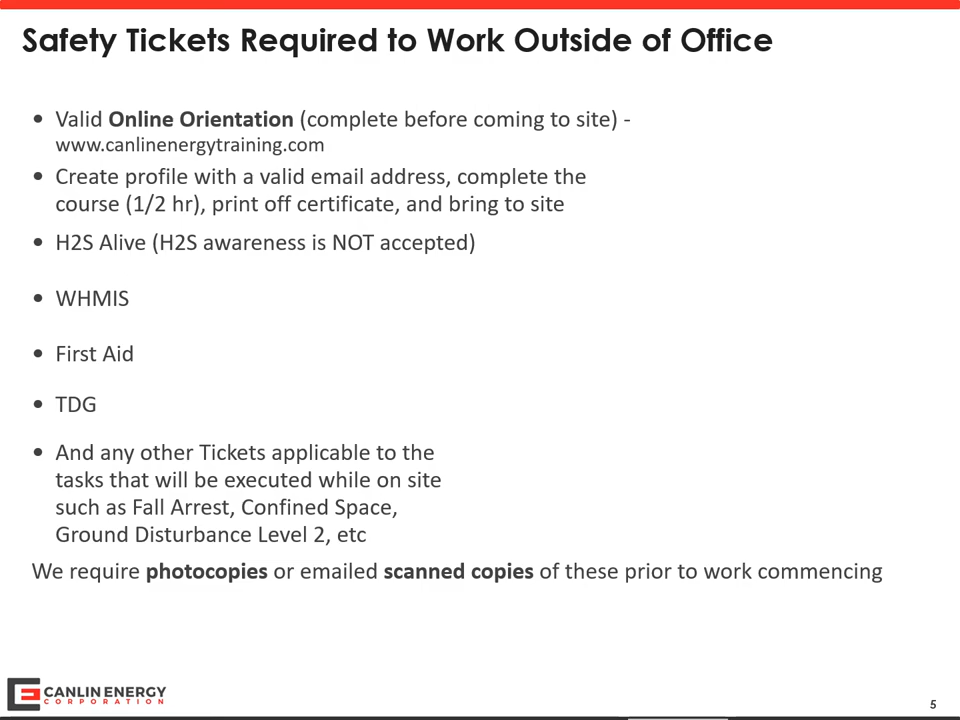 Safety Tickets Required to Work Outside of Office
• Valid Online Orientation (complete before coming to site) -
www.canlinenergytraining.com
• Create profile with a valid email address, complete the
course (1/2 hr), print off certificate, and bring to site
• H2S Alive (H2S awareness is NOT accepted)
• WHMIS
• First Aid
• TDG
• And any other Tickets applicable to the
tasks that will be executed while on site
such as Fall Arrest, Confined Space,
Ground Disturbance Level 2, etc
We require photocopies or emailed scanned copies of these prior to work commencing
CANLIN ENERGY
CORPORATION
5